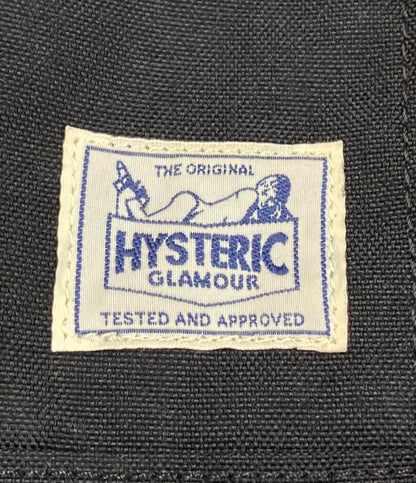 THE ORIGINAL
HYSTERIC
GLAMOUR
TESTED AND APPROVED